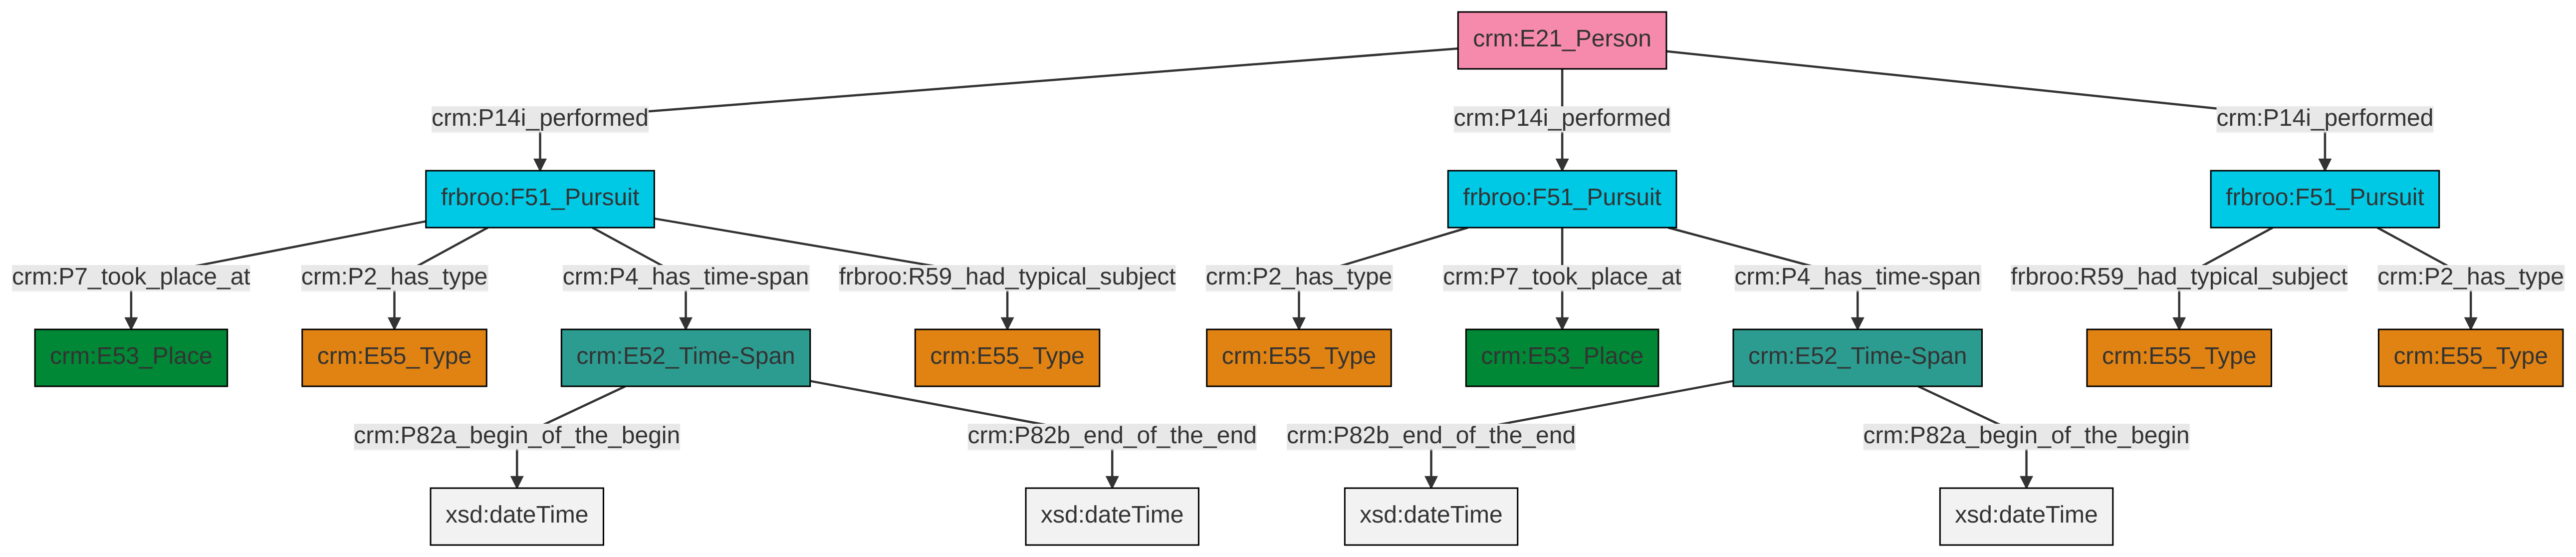 crm:E21_Person
crm:P14i_performed
crm:P14i_performed
crm:P14i_performed
frbroo:F51_Pursuit
frbroo:F51_Pursuit
frbroo:F51_Pursuit
crm:P7_took_place_at
crm:P2_has_type
crm:P4_has_time-span
frbroo:R59_had_typical_subject
crm:P2_has_type
crm:P7_took_place_at
crm:P4_has_time-span
frbroo:R59_had_typical_subject
crm:P2_has_type
crm:E53_Place
crm:E55_Type
crm:E52_Time-Span
crm:E55_Type
crm:E55_Type
crm:E53_Place
crm:E52_Time-Span
crm:E55_Type
crm:E55_Type
crm:P82a_begin_of_the_begin
crm:P82b_end_of_the_end
crm:P82b_end_of_the_end
crm:P82a_begin_of_the_begin
xsd:dateTime
xsd:dateTime
xsd:dateTime
xsd:dateTime